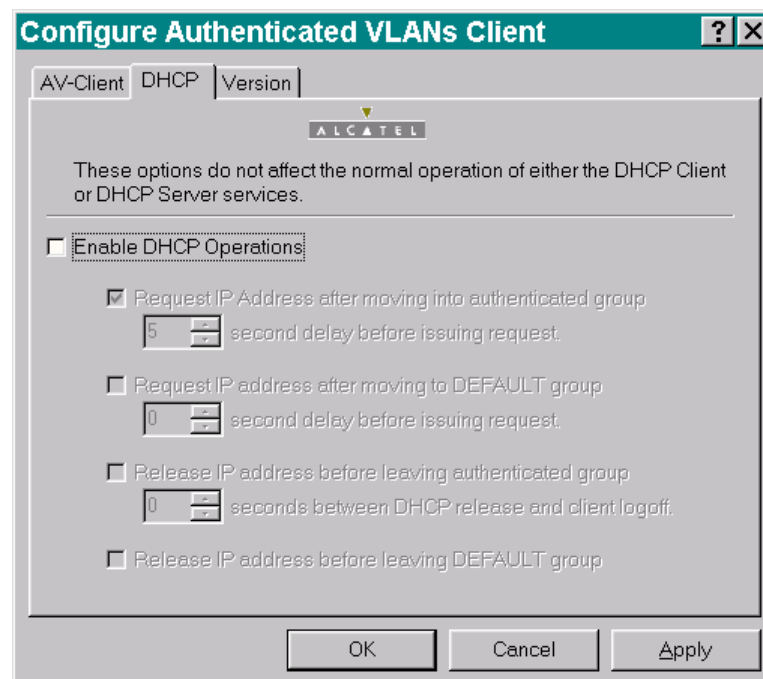 Configure Authenticated VLANs Client
AV-Client DHCP Version
ALCATEL
These options do not affect the normal operation of either the DHCP Client
or DHCP Server services.
Enable DHCP Operations
Request IP Address after moving into authenticated group
5 second delay before issuing request.
Request IP address after moving to DEFAULT group
0 second delay before issuing request.
Release IP address before leaving authenticated group
0 seconds between DHCP release and client logoff.
Release IP address before leaving DEFAULT group
OK Cancel Apply